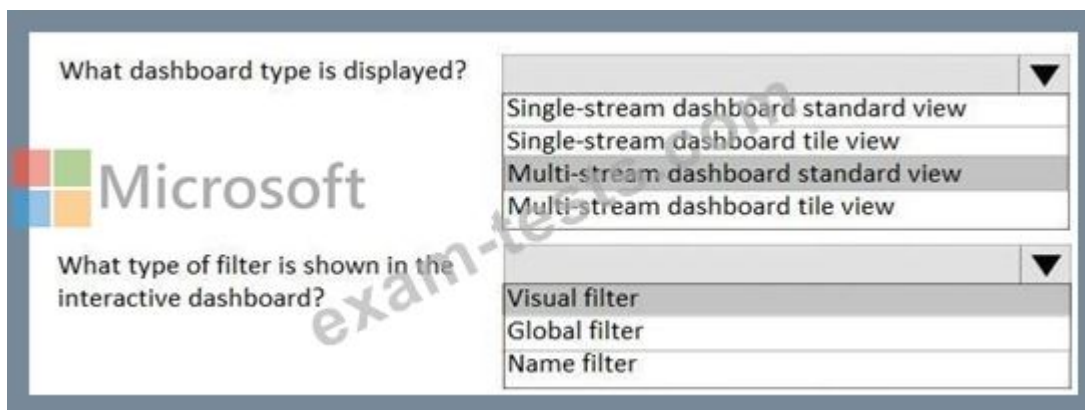 What dashboard type is displayed?
Single-stream dashboard standard view
Single-stream dashboard tile view
Multi-stream dashboard standard view
Multi-stream dashboard tile view
Microsoft
What type of filter is shown in the
interactive dashboard?
Visual filter
Global filter
Name filter
exam-tests.com